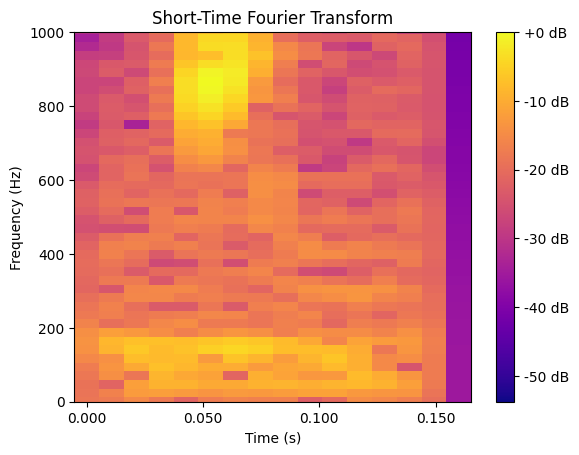 Short-Time Fourier Transform
1000
800
600
400
200
0
Frequency (Hz)
0.000
0.050
0.100
0.150
Time (s)
+0 dB
-10 dB
-20 dB
-30 dB
-40 dB
-50 dB